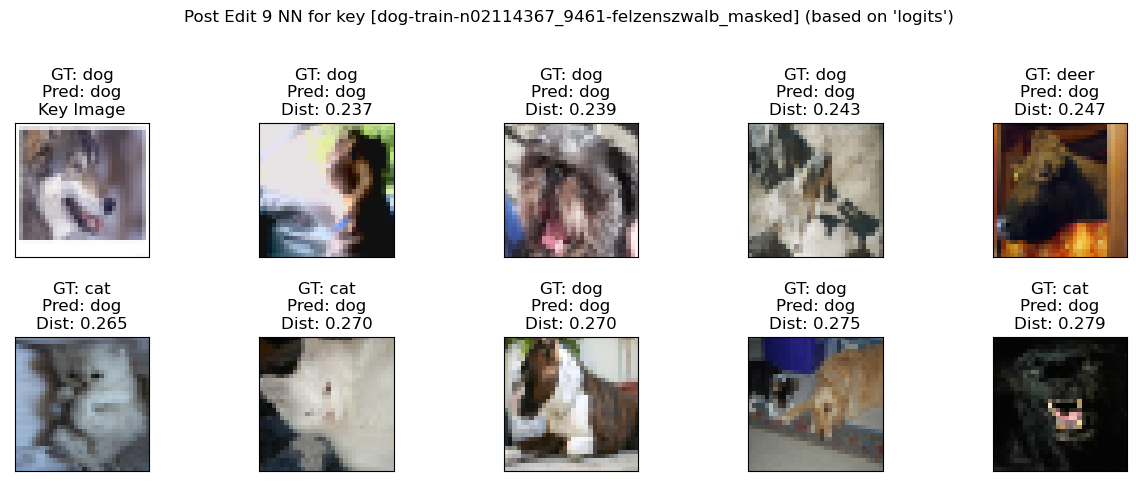 Post Edit 9 NN for key [dog-train-n02114367_9461-felzenszwalb_masked] (based on 'logits')
GT: dog
Pred: dog
Key Image
GT: dog
Pred: dog
Dist: 0.237
GT: dog
Pred: dog
Dist: 0.239
GT: dog
Pred: dog
Dist: 0.243
GT: deer
Pred: dog
Dist: 0.247
GT: cat
Pred: dog
Dist: 0.265
GT: cat
Pred: dog
Dist: 0.270
GT: dog
Pred: dog
Dist: 0.270
GT: dog
Pred: dog
Dist: 0.275
GT: cat
Pred: dog
Dist: 0.279